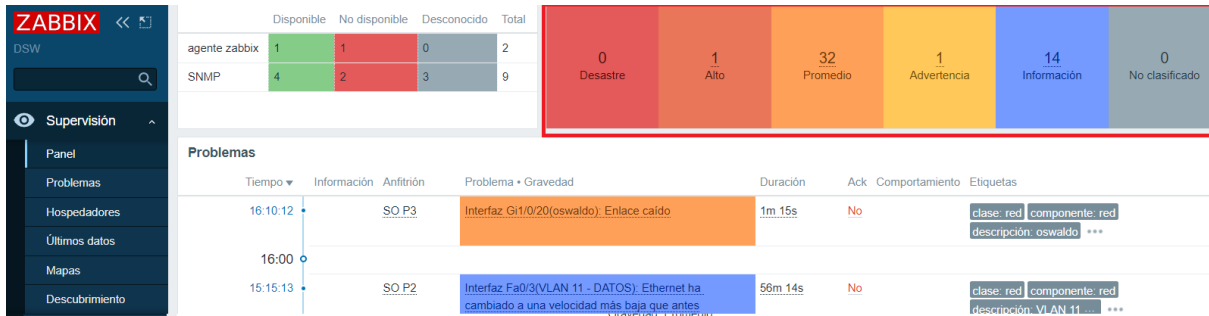 ZABBIX
DSW
Supervisión
Panel
Problemas
Hospedadores
Últimos datos
Mapas
Descubrimiento
Disponible No disponible Desconocido Total
agente zabbix 1 1 0 2
SNMP 4 2 3 9
0 1 32 1 14 0
Desastre Alto Promedio Advertencia Información No clasificado
Problemas
Tiempo Información Anfitrión Problema • Gravedad Duración Ack Comportamiento Etiquetas
16:10:12 SO P3 Interfaz Gi1/0/20(oswaldo): Enlace caído 1m 15s No clase: red componente: red
descripción: oswaldo •••
16:00
15:15:13 SO P2 Interfaz Fa0/3(VLAN 11 - DATOS): Ethernet ha 56m 14s No clase: red componente: red
cambiado a una velocidad más baja que antes descripción: VLAN 11 ... •••